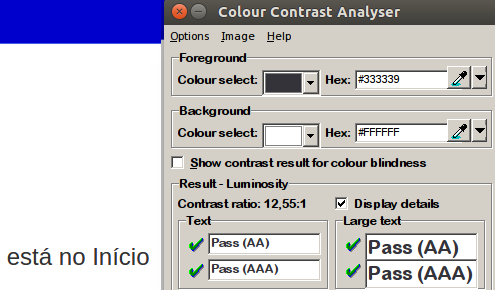 Colour Contrast Analyser
Options Image Help
Foreground
Colour select: Hex: #333339
Background
Colour select: Hex: #FFFFFF
Show contrast result for colour blindness
Result - Luminosity
Contrast ratio: 12,55:1 Display details
Text Large text
Pass (AA) Pass (AA)
Pass (AAA) Pass (AAA)
está no Início